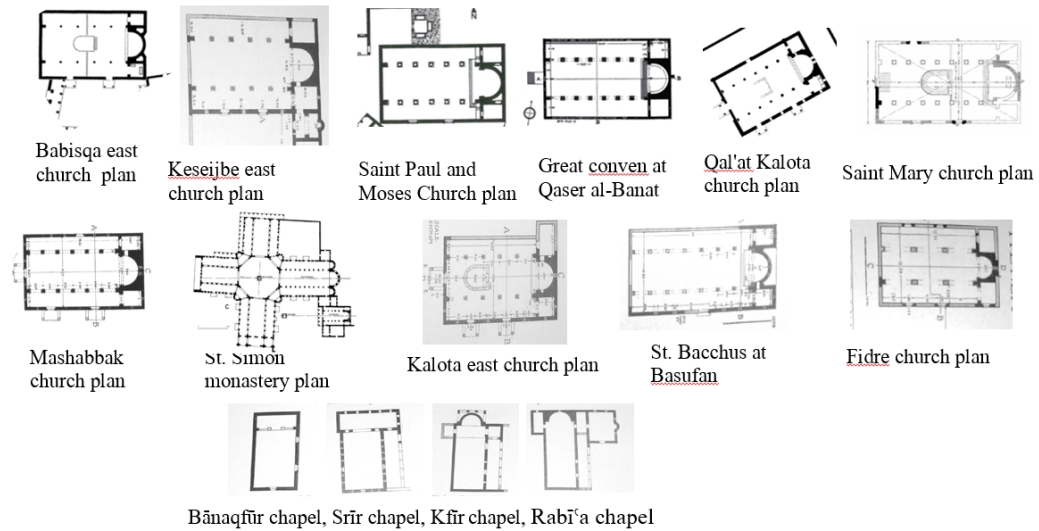 Babisqa east
church plan
Keseijbe east
church plan
Saint Paul and
Moses Church plan
Great conven at
Qaser al-Banat
Qal'at Kalota
church plan
Saint Mary church plan
Mashabbak
church plan
St. Simon
monastery plan
Kalota east church plan
St. Bacchus at
Basufan
Fidre church plan
Bānaqfūr chapel, Srīr chapel, Kfīr chapel, Rabīʿa chapel